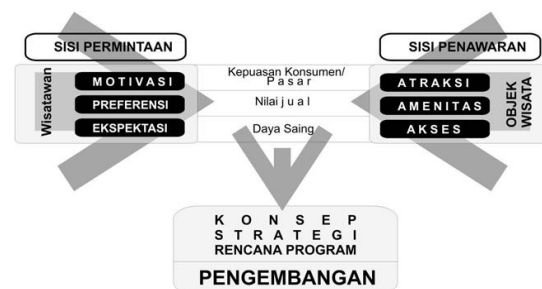 SISI PERMINTAAN
SISI PENAWARAN
Wisatawan
MOTIVASI
PREFERENSI
EKSPEKTASI
Kepuasan Konsumen/
Pasar
Nilai jual
Daya Saing
ATRAKSI
AMENITAS
AKSES
OBJEK
WISATA
KONSEP
STRATEGI
RENCANA PROGRAM
PENGEMBANGAN